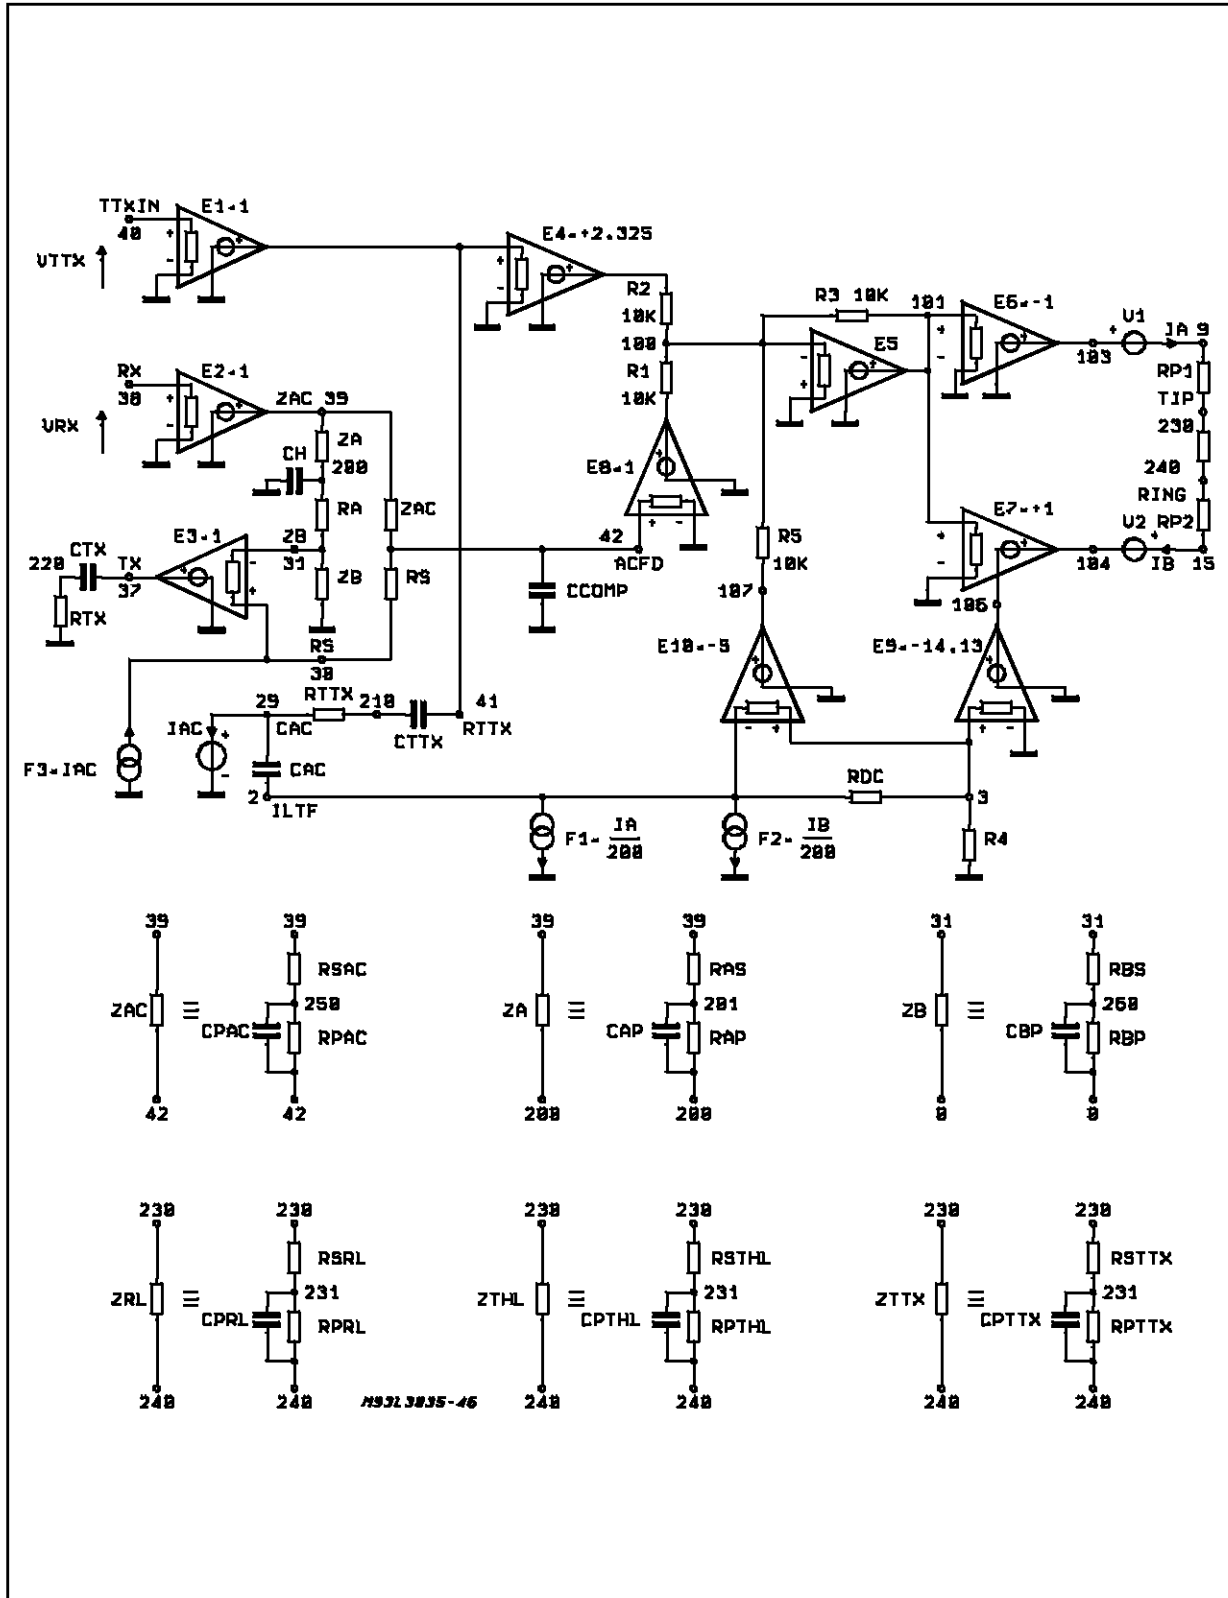 TTXIN
40
E1=1
VTTX
E4=+2.325
R2
10K
100
R1
10K
R3 10K
101
E6=-1
V1
IA 9
103
RP1
TIP
230
240
RING
RP2
E5
RX
38
E2=1
VRX
ZAC 39
ZA
CH
200
RA
ZAC
E8=1
E7=+1
V2
104
IB 15
E3=1
ZB
31
ZB
RS
CTX
220
TX
37
RTX
42
ACFD
CCOMP
R5
10K
107
106
E10=-5
E9=-14.13
RS
30
RTTX
210
41
RTTX
29
CAC
CTTX
IAC
F3=IAC
CAC
2
ILTF
RDC
3
R4
F1= IA/200
F2= IB/200
39 39 39 39 31 31
RSAC RAS RBS
ZAC 250 ZA 201 ZB 260
CPAC RPAC CAP RAP CBP RBP
42 42 200 200 0 0
230 230 230 230 230 230
RSRL RSTHL RSTTX
ZRL 231 ZTHL 231 ZTTX 231
CPRL RPRL CPTHL RPTHL CPTTX RPTTX
240 240 M93L3035-46 240 240 240 240